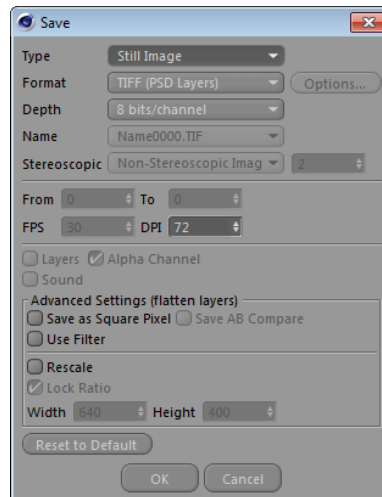 Save
Type Still Image
Format TIFF (PSD Layers) Options...
Depth 8 bits/channel
Name Name0000.TIF
Stereoscopic Non-Stereoscopic Imag 2
From 0 To 0
FPS 30 DPI 72
Layers Alpha Channel
Sound
Advanced Settings (flatten layers)
Save as Square Pixel Save AB Compare
Use Filter
Rescale
Lock Ratio
Width 640 Height 400
Reset to Default
OK Cancel